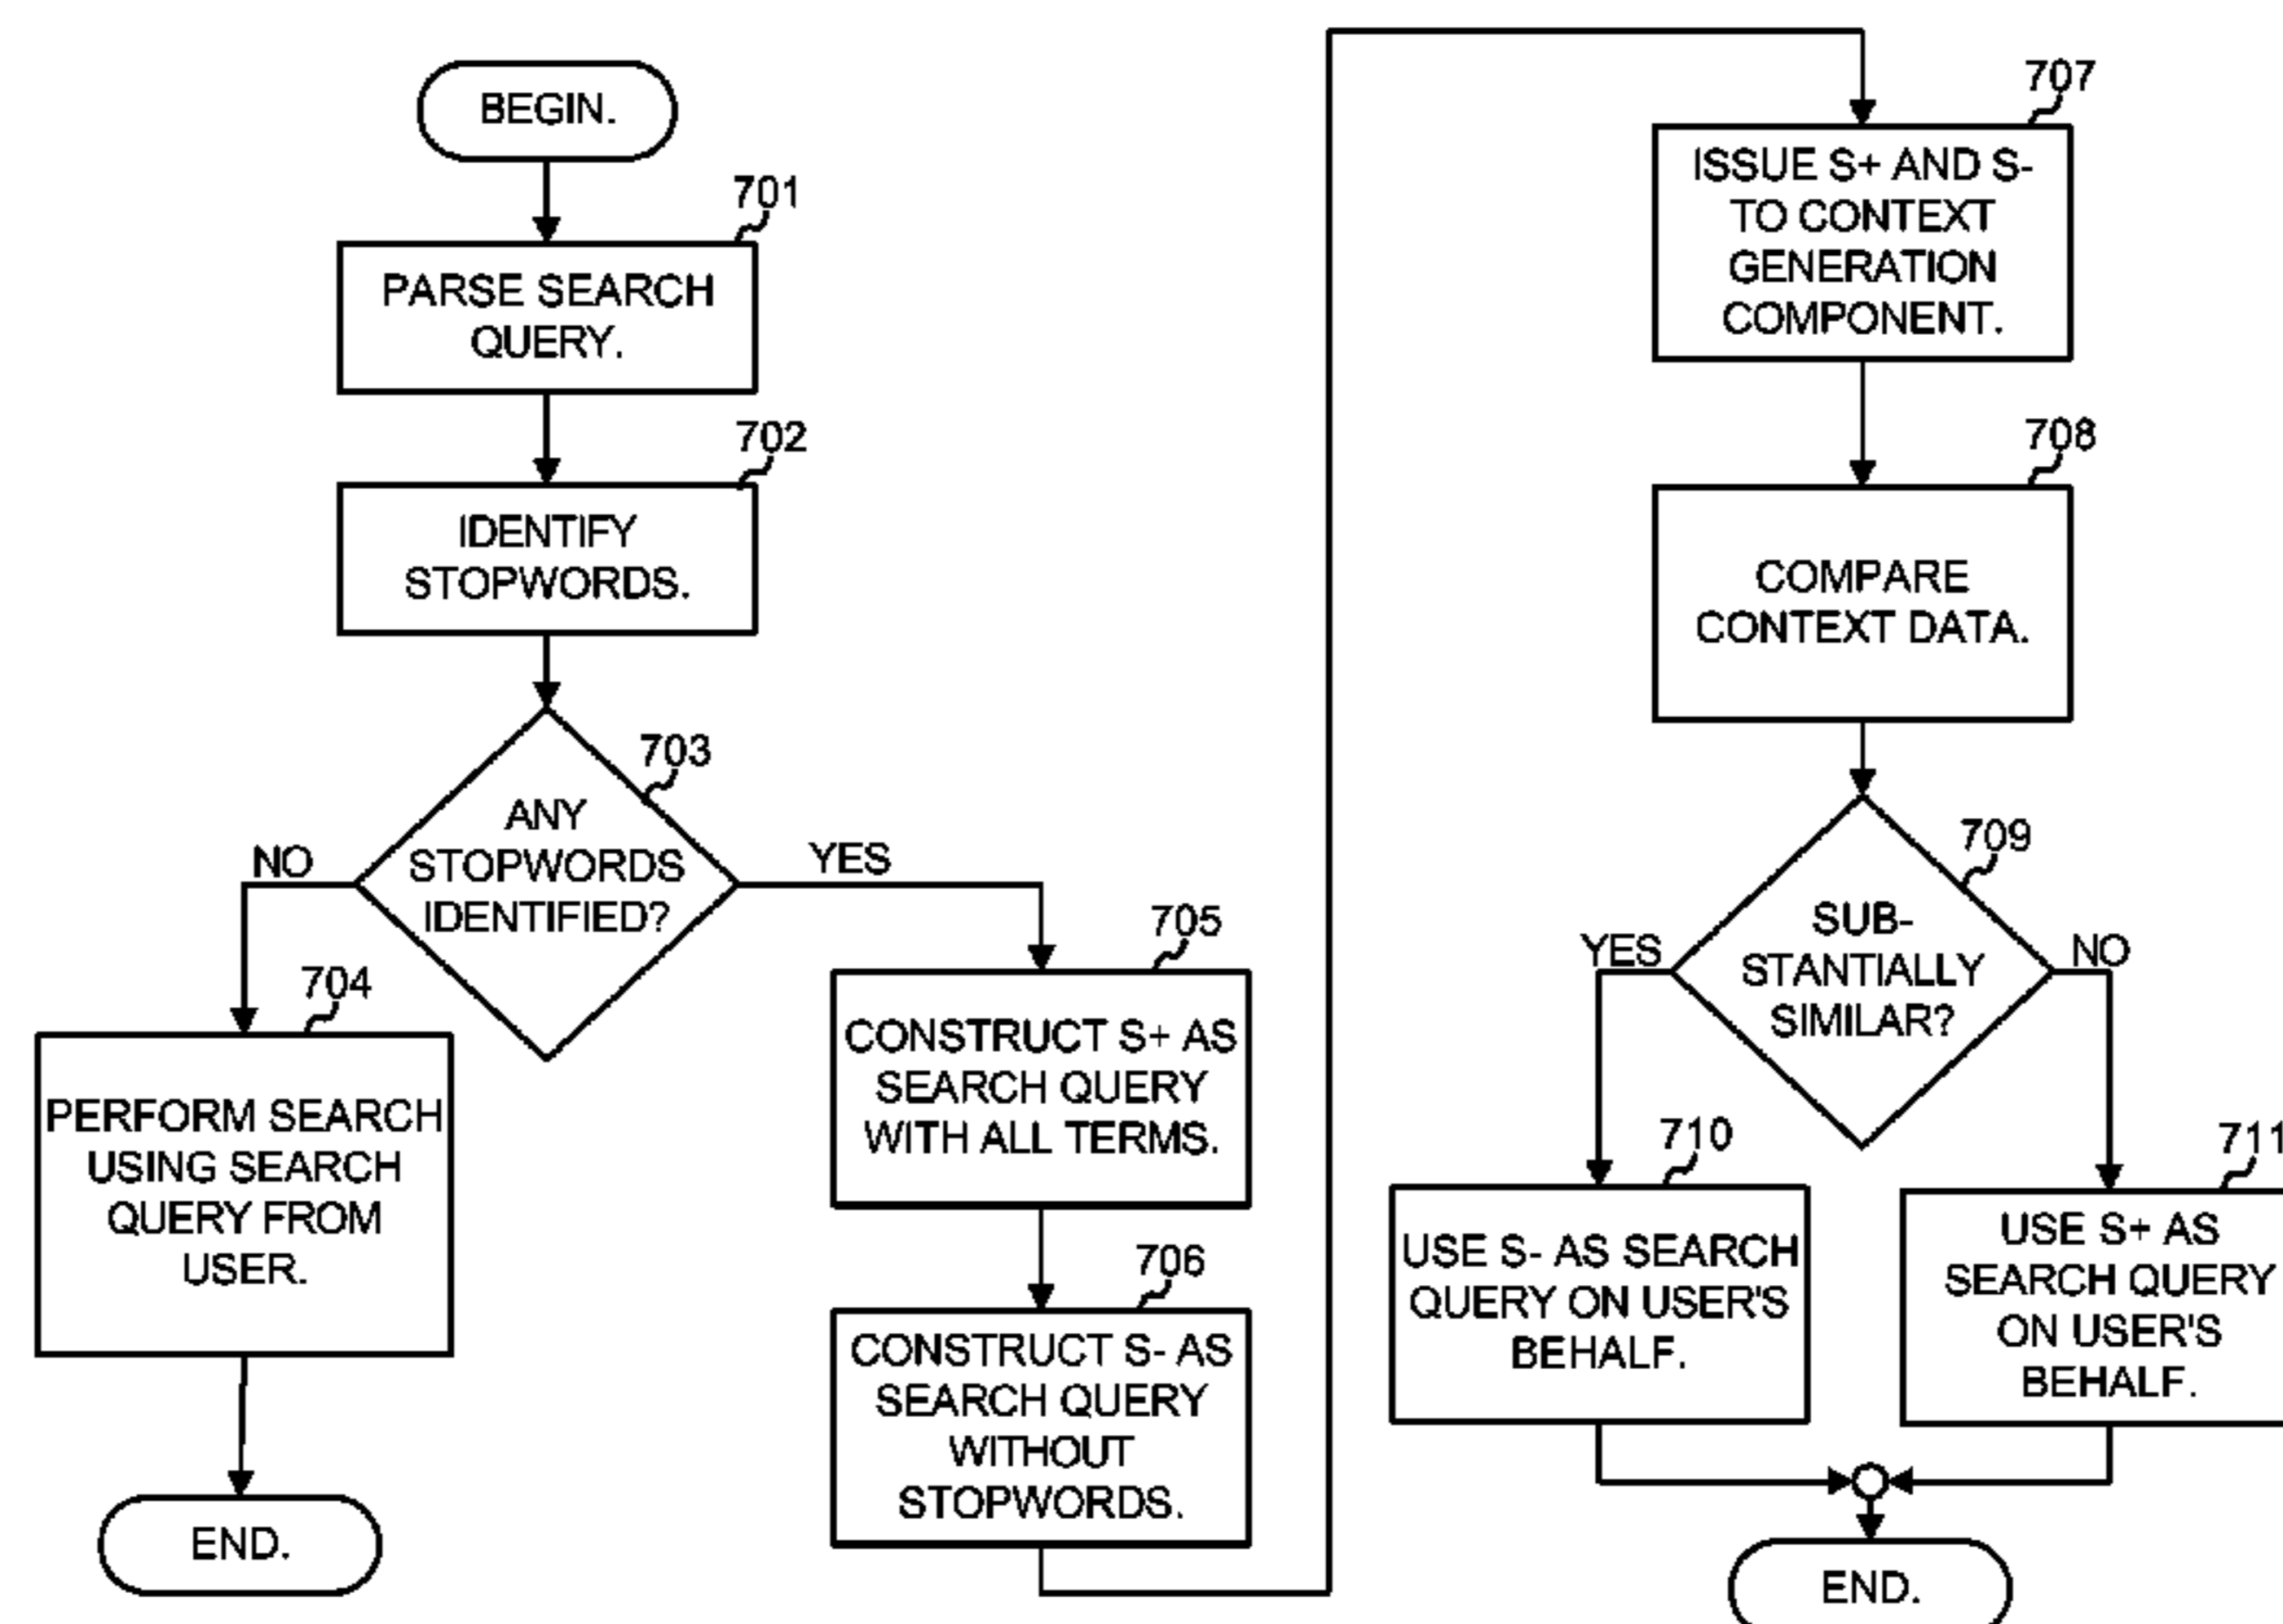 BEGIN.
701
PARSE SEARCH
QUERY.
702
IDENTIFY
STOPWORDS.
703
ANY
STOPWORDS
IDENTIFIED?
NO
YES
704
PERFORM SEARCH
USING SEARCH
QUERY FROM
USER.
END.
705
CONSTRUCT S+ AS
SEARCH QUERY
WITH ALL TERMS.
706
CONSTRUCT S- AS
SEARCH QUERY
WITHOUT
STOPWORDS.
707
ISSUE S+ AND S-
TO CONTEXT
GENERATION
COMPONENT.
708
COMPARE
CONTEXT DATA.
709
SUB-
STANTIALLY
SIMILAR?
YES
NO
710
USE S- AS SEARCH
QUERY ON USER'S
BEHALF.
711
USE S+ AS
SEARCH QUERY
ON USER'S
BEHALF.
END.